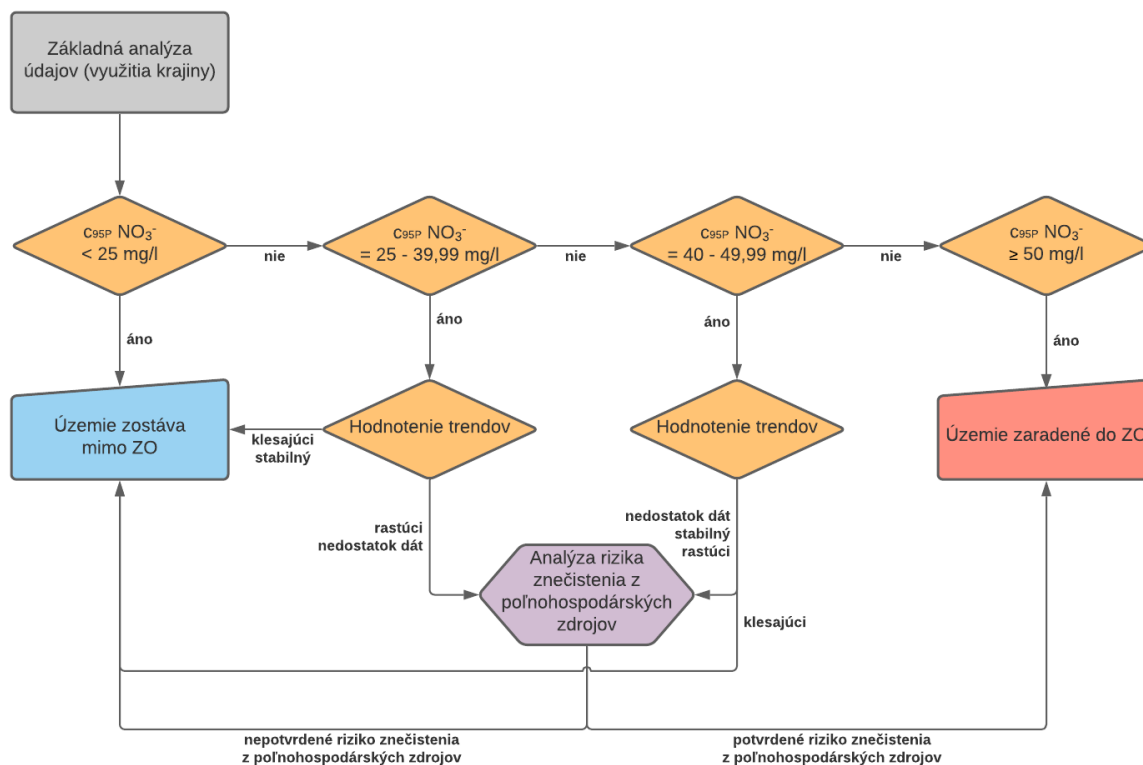 Základná analýza
údajov (využitia krajiny)
c95P NO3-
< 25 mg/l
nie
c95P NO3-
= 25 - 39,99 mg/l
nie
c95P NO3-
= 40 - 49,99 mg/l
nie
c95P NO3-
≥ 50 mg/l
áno
áno
áno
áno
Územie zostáva
mimo ZO
klesajúci
stabilný
Hodnotenie trendov
Hodnotenie trendov
Územie zaradené do ZO
rastúci
nedostatok dát
nedostatok dát
stabilný
rastúci
Analýza rizika
znečistenia z
poľnohospodárských
zdrojov
klesajúci
nepotvrdené riziko znečistenia
z poľnohospodárských zdrojov
potvrdené riziko znečistenia
z poľnohospodárských zdrojov